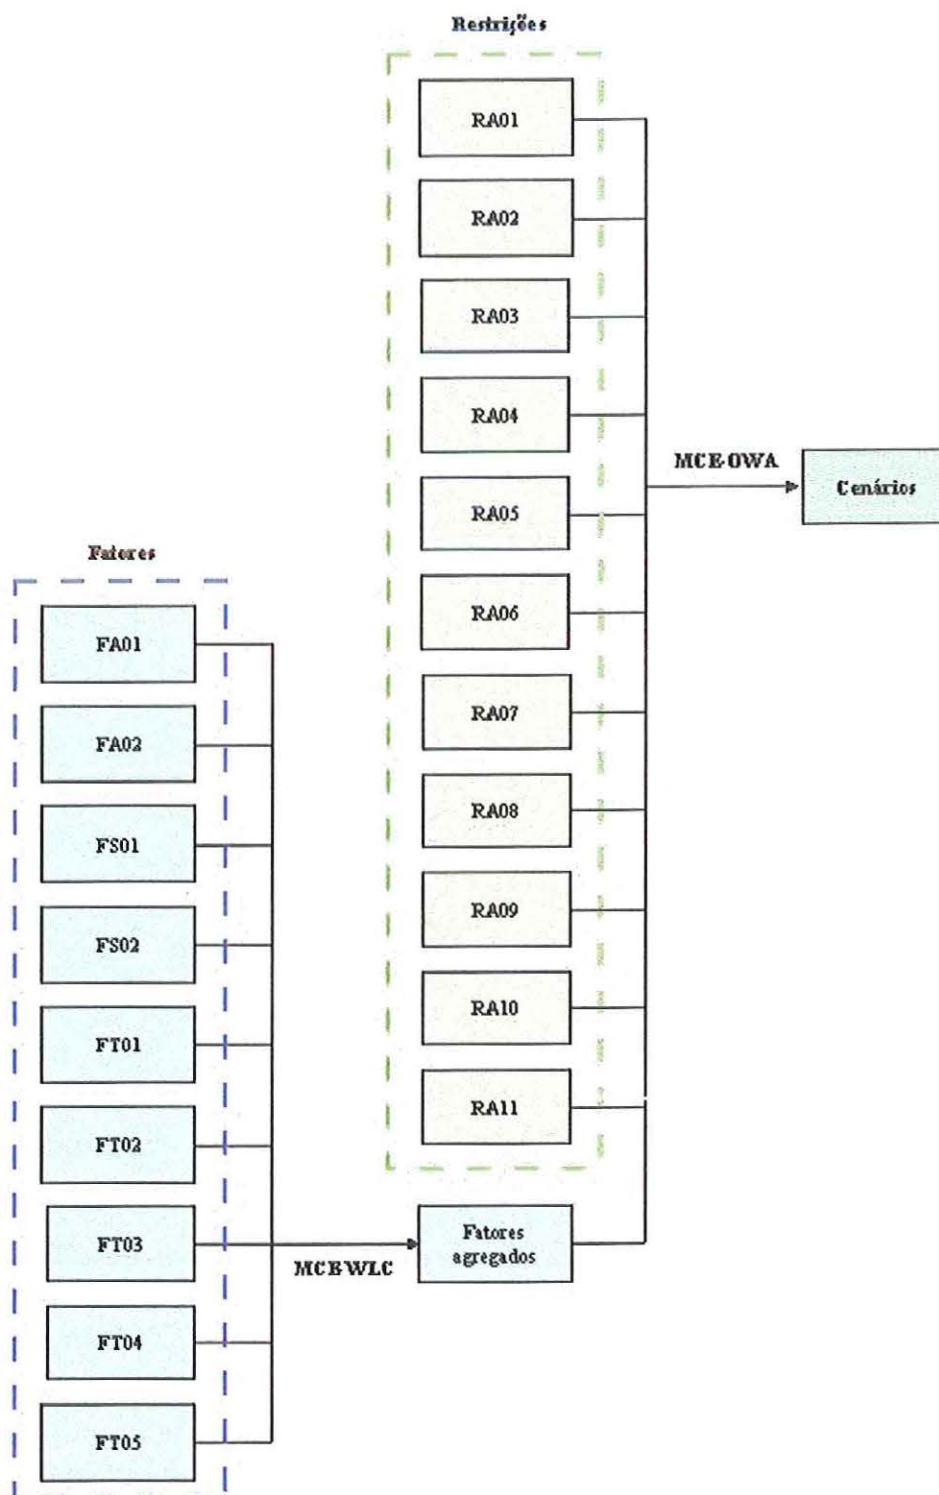 Restrições
RA01
RA02
RA03
RA04
MCE-OWA
Cenários
RA05
Fatores
RA06
FA01
RA07
FA02
RA08
FS01
RA09
FS02
RA10
FT01
RA11
FT02
Fatores
agregados
FT03
MCE-WLC
FT04
FT05